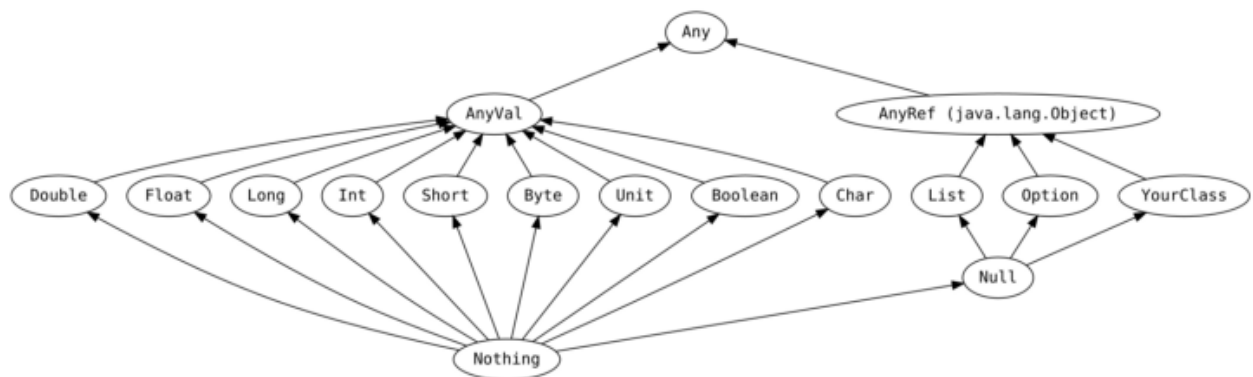 Any
AnyVal
AnyRef (java.lang.Object)
Double
Float
Long
Int
Short
Byte
Unit
Boolean
Char
List
Option
YourClass
Null
Nothing